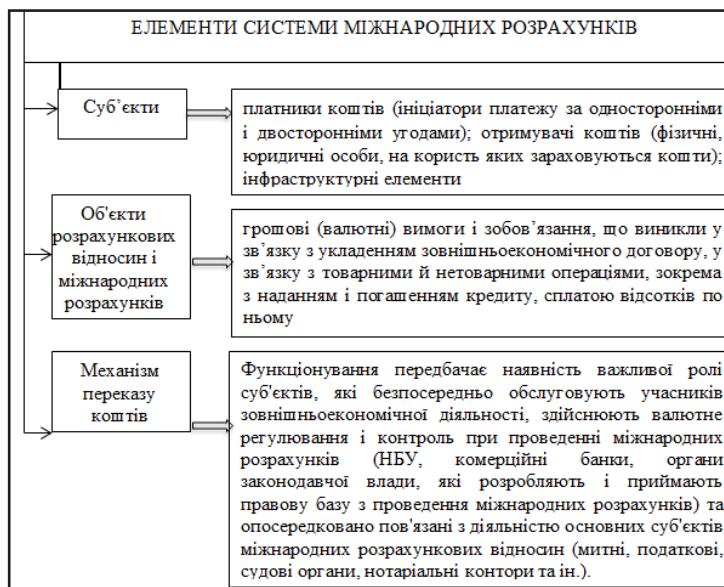 ЕЛЕМЕНТИ СИСТЕМИ МІЖНАРОДНИХ РОЗРАХУНКІВ
Суб’єкти
платники коштів (ініціатори платежу за односторонніми
і двосторонніми угодами); отримувачі коштів (фізичні,
юридичні особи, на користь яких зараховуються кошти);
інфраструктурні елементи
Об'єкти
розрахункових
відносин і
міжнародних
розрахунків
грошові (валютні) вимоги і зобов’язання, що виникли у
зв’язку з укладенням зовнішньоекономічного договору, у
зв’язку з товарними й нетоварними операціями, зокрема
з наданням і погашенням кредиту, сплатою відсотків по
ньому
Механізм
переказу
коштів
Функціонування передбачає наявність важливої ролі
суб'єктів, які безпосередньо обслуговують учасників
зовнішньоекономічної діяльності, здійснюють валютне
регулювання і контроль при проведенні міжнародних
розрахунків (НБУ, комерційні банки, органи
законодавчої влади, які розробляють і приймають
правову базу з проведення міжнародних розрахунків) та
опосередковано пов'язані з діяльністю основних суб'єктів
міжнародних розрахункових відносин (митні, податкові,
судові органи, нотаріальні контори та ін.).